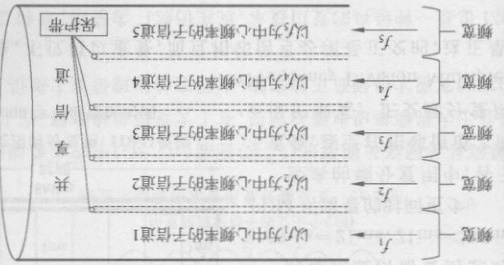 频宽 f₁ 以f₁为中心频率的子信道1
频宽 f₂ 以f₂为中心频率的子信道2
频宽 f₃ 以f₃为中心频率的子信道3
频宽 f₄ 以f₄为中心频率的子信道4
频宽 f₅ 以f₅为中心频率的子信道5
共享信道
保护带